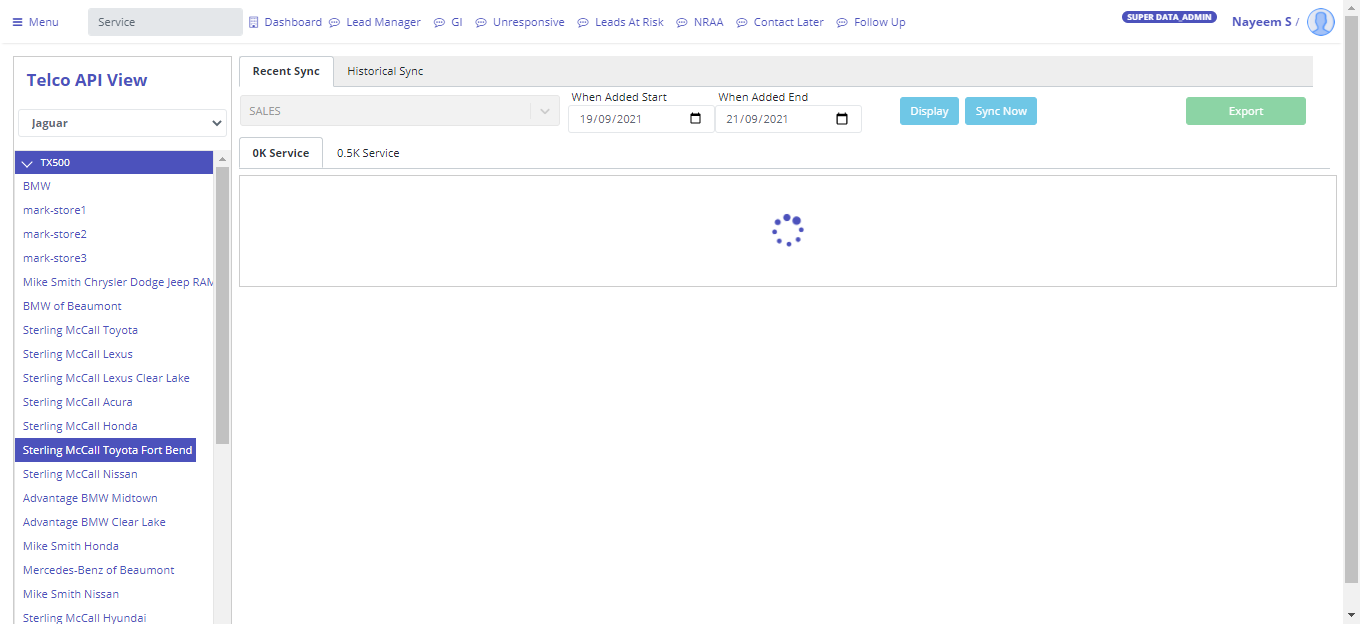 Menu
Service
Dashboard
Lead Manager
GI
Unresponsive
Leads At Risk
NRAA
Contact Later
Follow Up
SUPER DATA_ADMIN
Nayeem S /
Telco API View
Jaguar
TX500
BMW
mark-store1
mark-store2
mark-store3
Mike Smith Chrysler Dodge Jeep RAM
BMW of Beaumont
Sterling McCall Toyota
Sterling McCall Lexus
Sterling McCall Lexus Clear Lake
Sterling McCall Acura
Sterling McCall Honda
Sterling McCall Toyota Fort Bend
Sterling McCall Nissan
Advantage BMW Midtown
Advantage BMW Clear Lake
Mike Smith Honda
Mercedes-Benz of Beaumont
Mike Smith Nissan
Sterling McCall Hyundai
Recent Sync
Historical Sync
SALES
When Added Start
19/09/2021
When Added End
21/09/2021
Display
Sync Now
Export
0K Service
0.5K Service